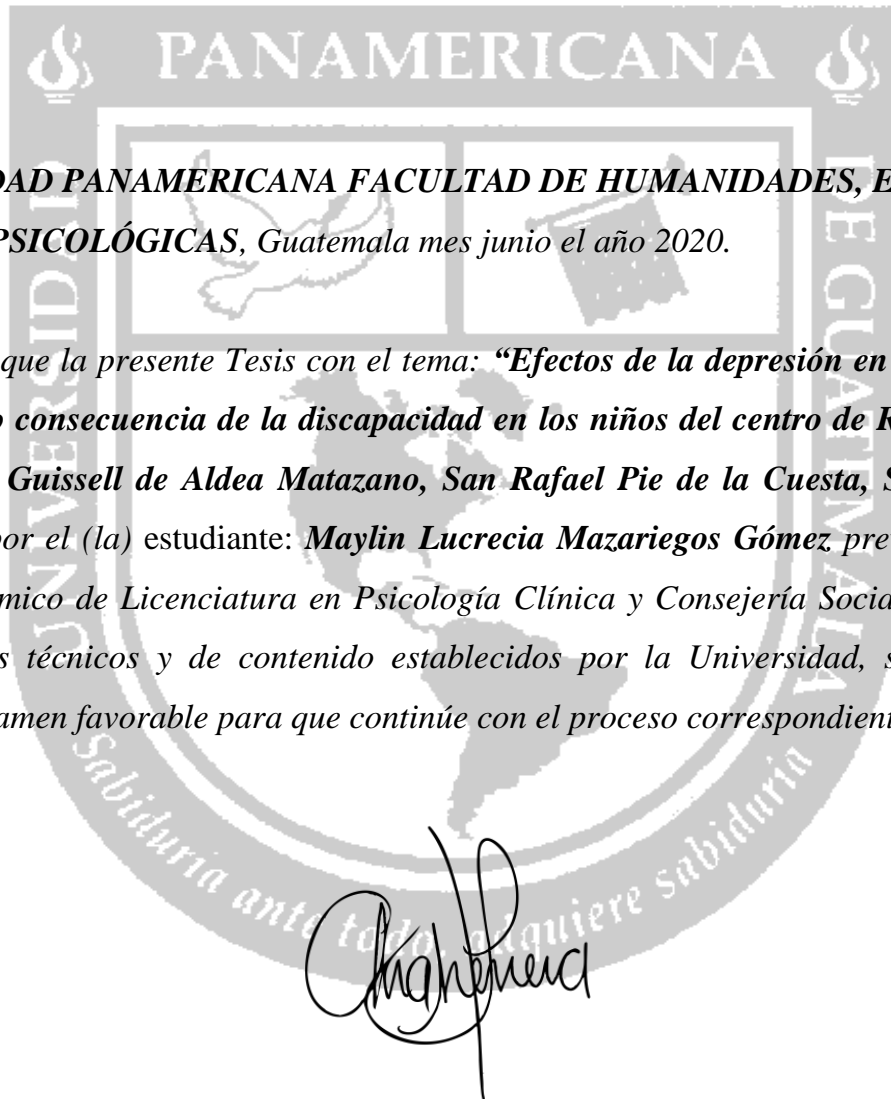 PANAMERICANA
UNIVERSIDAD
DE GUATEMALA
DAD PANAMERICANA FACULTAD DE HUMANIDADES, E
PSICOLÓGICAS, Guatemala mes junio el año 2020.
que la presente Tesis con el tema: “Efectos de la depresión en
o consecuencia de la discapacidad en los niños del centro de R
Guissell de Aldea Matazano, San Rafael Pie de la Cuesta, S
por el (la) estudiante: Maylin Lucrecia Mazariegos Gómez pre
mico de Licenciatura en Psicología Clínica y Consejería Socia
s técnicos y de contenido establecidos por la Universidad, s
amen favorable para que continúe con el proceso correspondient
Sabiduría ante todo, adquiere sabiduría